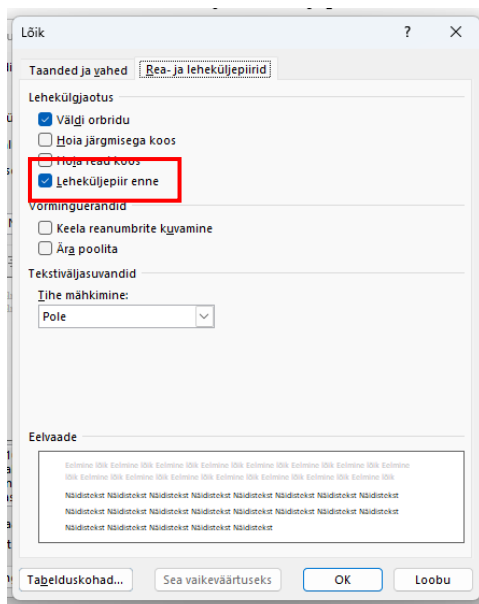 Lõik ? ×
Taanded ja vahed Rea- ja leheküljepiirid
Lehekülgjaotus
Väldi orbridu
Hoia järgmisega koos
Hoia read koos
Leheküljepiir enne
Vorminguerandid
Keela reanumbrite kuvamine
Ära poolita
Tekstiväljasuvandid
Tihe mähkimine:
Pole
Eelvaade
Eelmine lõik Eelmine lõik Eelmine lõik Eelmine lõik Eelmine lõik Eelmine lõik Eelmine lõik Eelmine
lõik Eelmine lõik Eelmine lõik Eelmine lõik Eelmine lõik Eelmine lõik Eelmine lõik Eelmine lõik
Näidistekst Näidistekst Näidistekst Näidistekst Näidistekst Näidistekst Näidistekst Näidistekst
Näidistekst Näidistekst Näidistekst Näidistekst Näidistekst Näidistekst Näidistekst Näidistekst
Näidistekst Näidistekst Näidistekst Näidistekst Näidistekst
Tabelduskohad... Sea vaikeväärtuseks OK Loobu